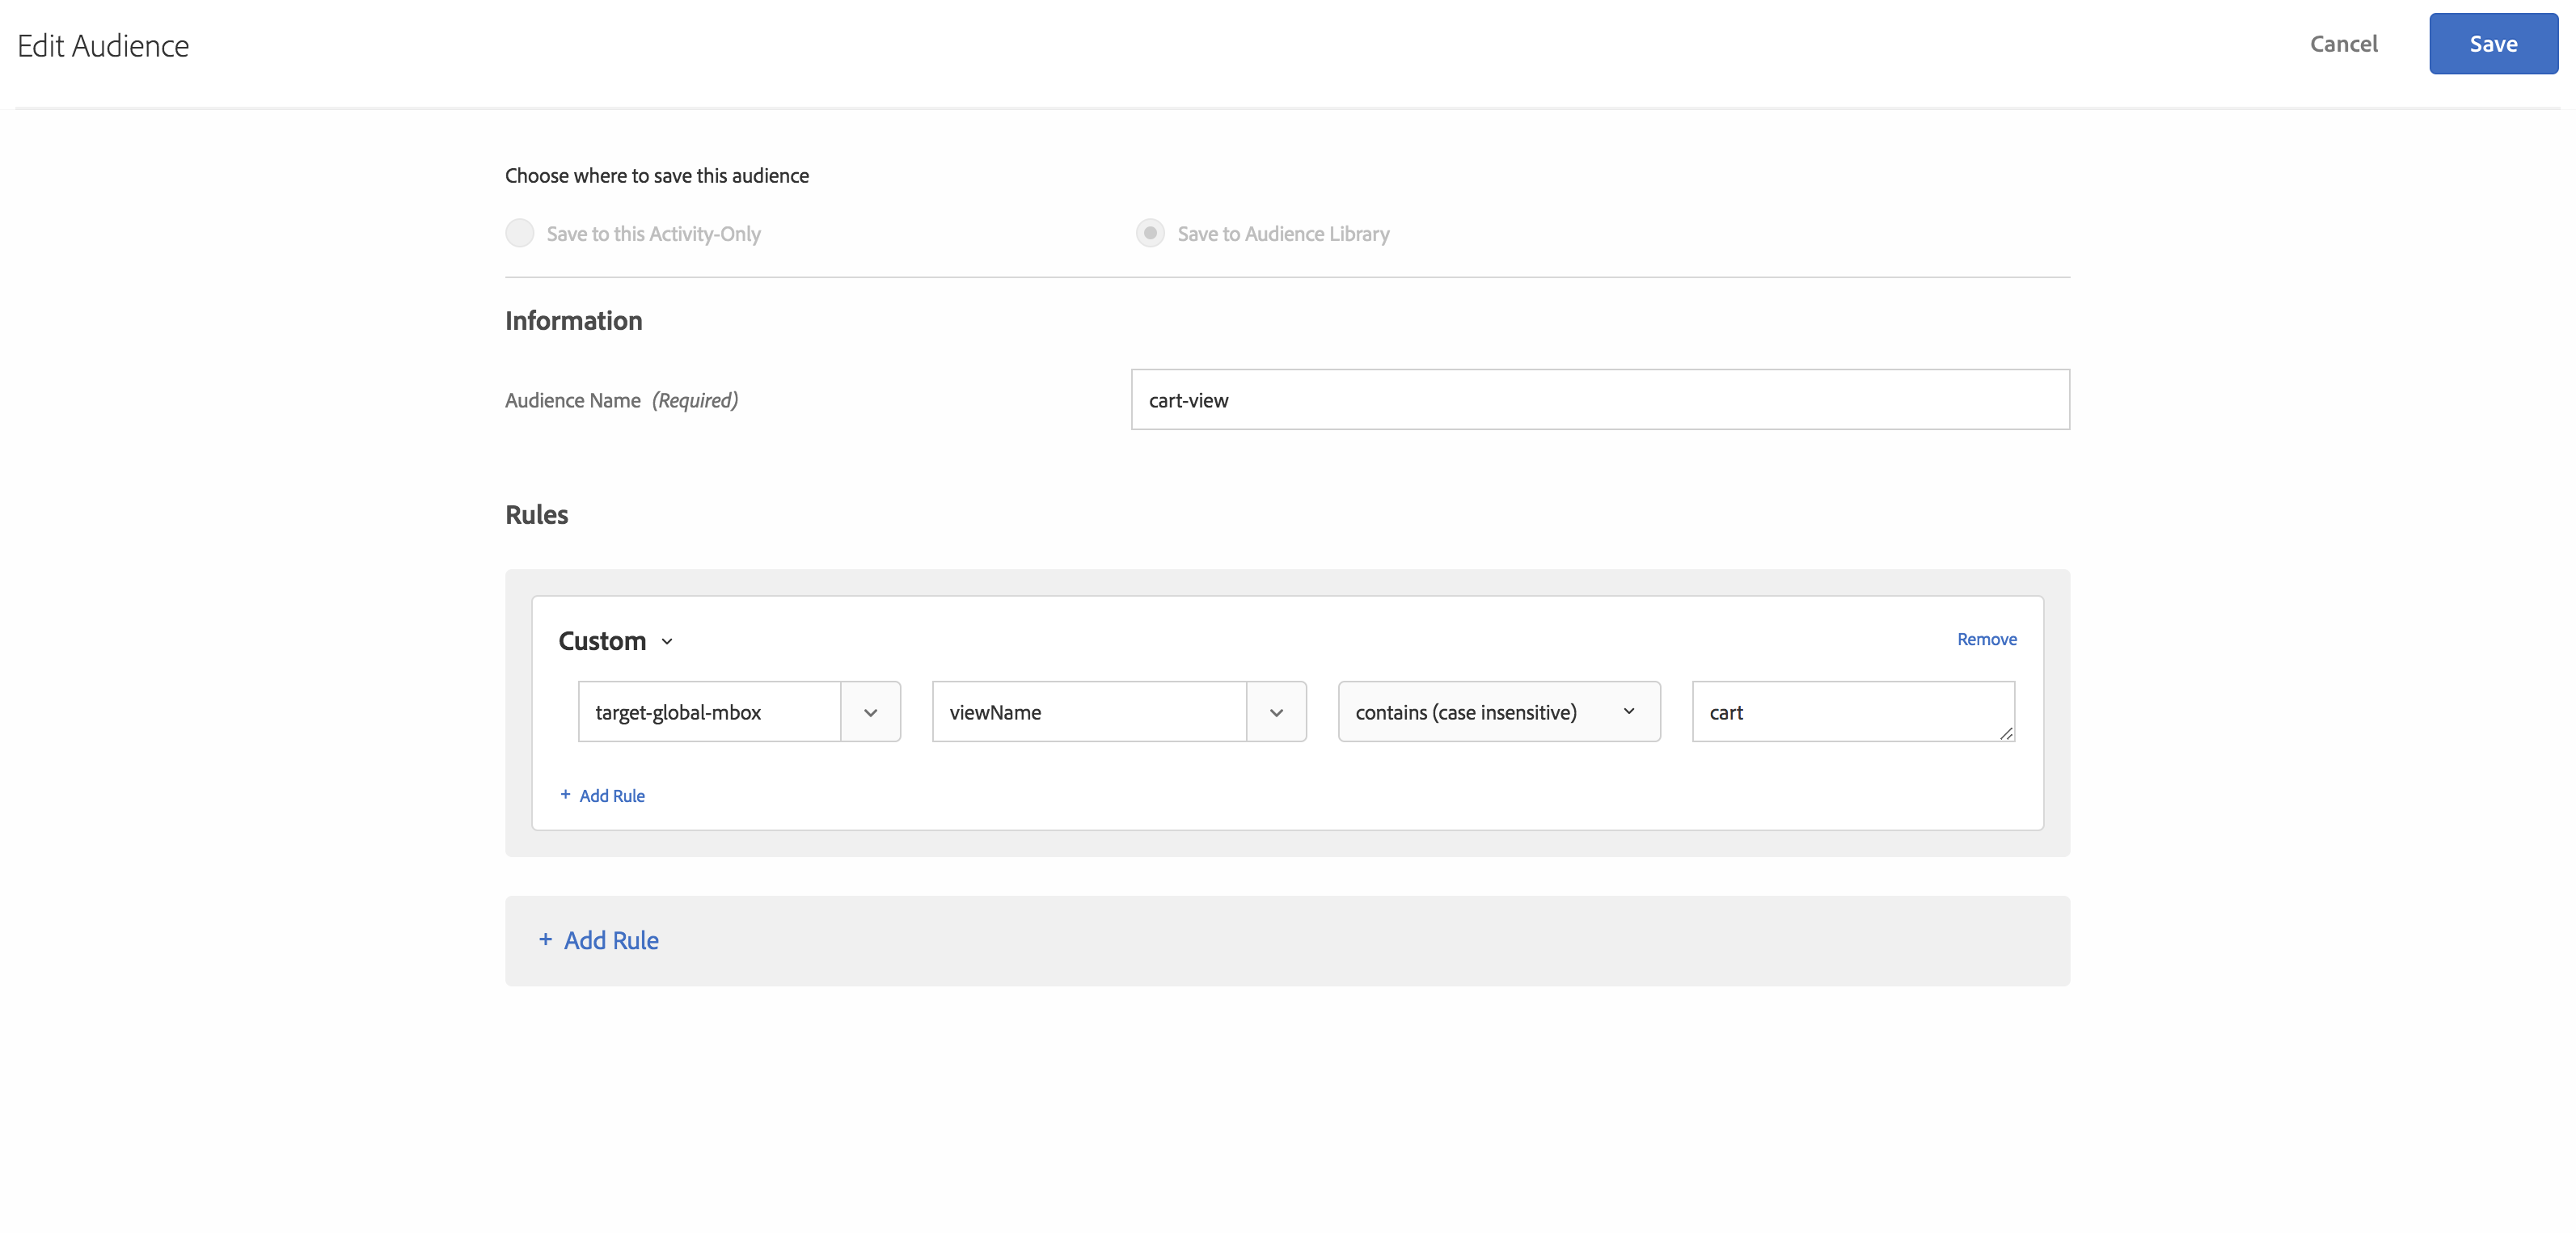 Edit Audience
Cancel
Save
Choose where to save this audience
Save to this Activity-Only
Save to Audience Library
Information
Audience Name (Required)
cart-view
Rules
Custom
Remove
target-global-mbox
viewName
contains (case insensitive)
cart
+ Add Rule
+ Add Rule